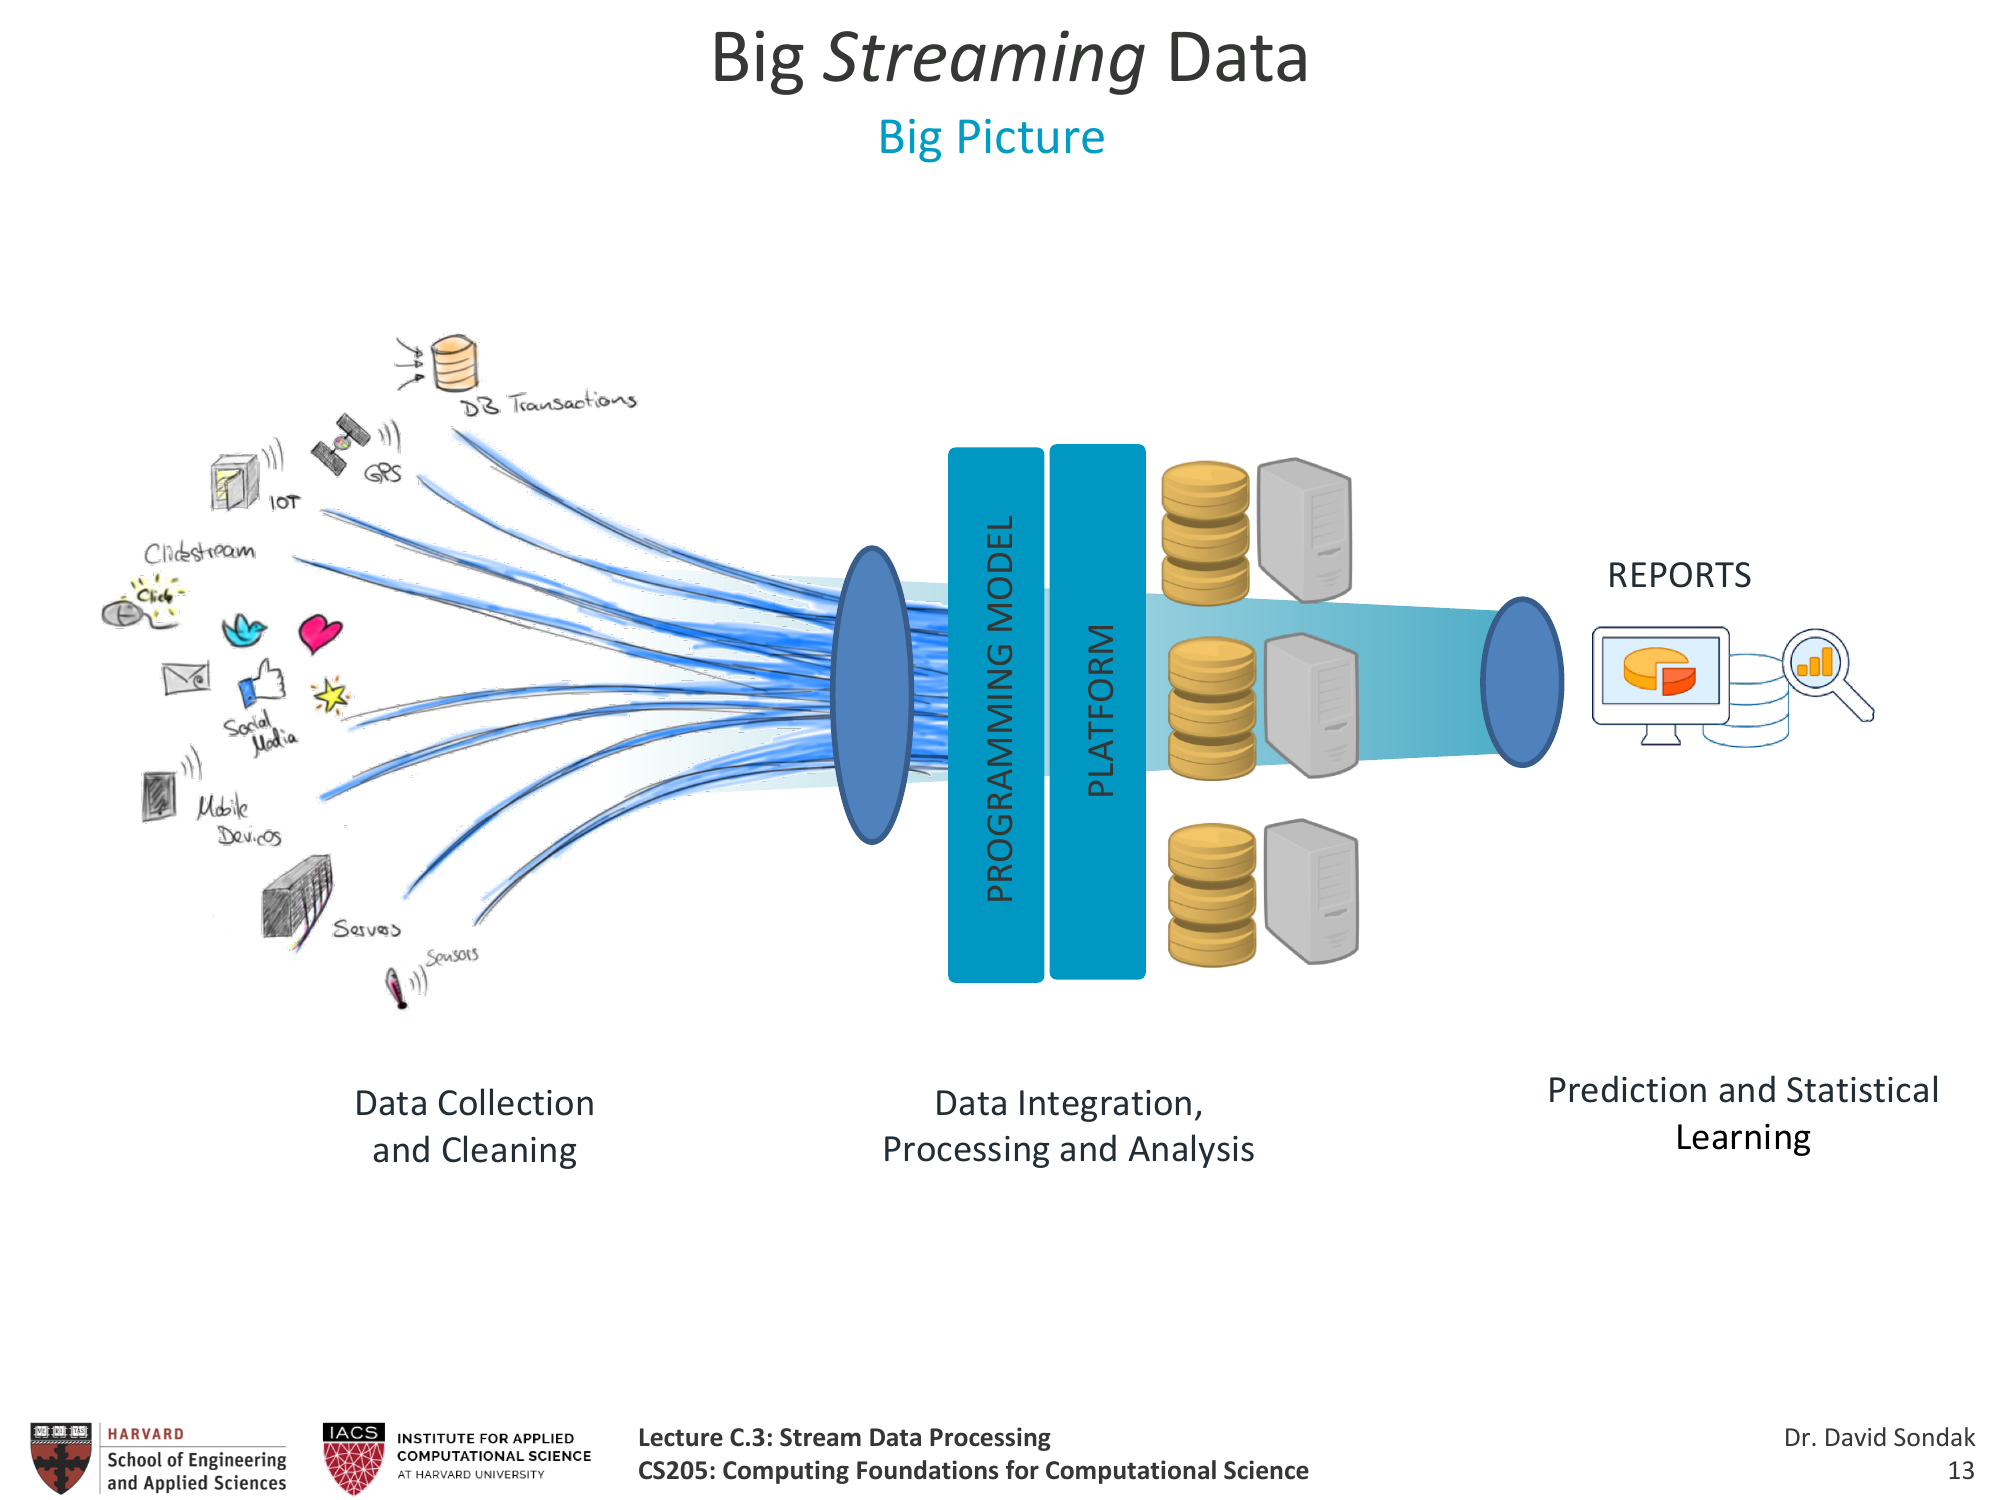 Big Streaming Data
Big Picture
DB Transactions
GPS
IOT
Clickstream
Click
Social
Media
Mobile
Devices
Servers
Sensors
PROGRAMMING MODEL
PLATFORM
REPORTS
Data Collection
and Cleaning
Data Integration,
Processing and Analysis
Prediction and Statistical
Learning
HARVARD
School of Engineering
and Applied Sciences
IACS
INSTITUTE FOR APPLIED
COMPUTATIONAL SCIENCE
AT HARVARD UNIVERSITY
Lecture C.3: Stream Data Processing
CS205: Computing Foundations for Computational Science
Dr. David Sondak
13